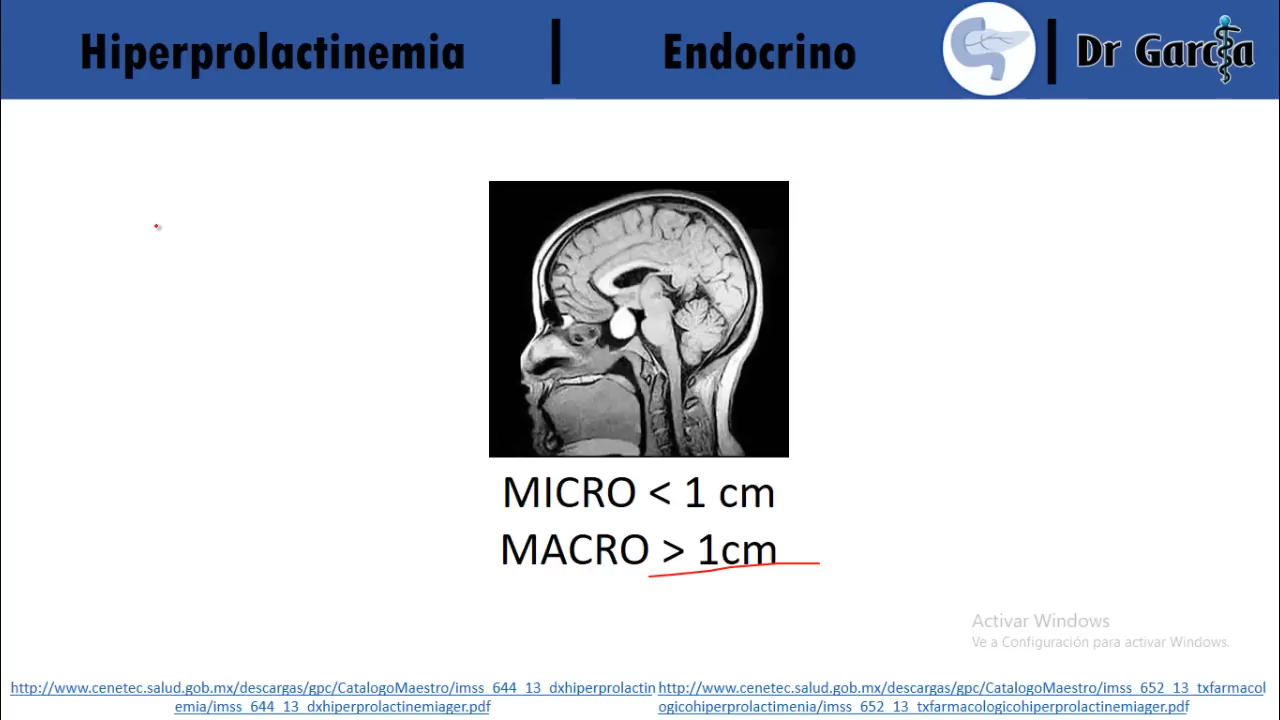 Hiperprolactinemia | Endocrino | Dr García
MICRO < 1 cm
MACRO > 1cm
Activar Windows
Ve a Configuración para activar Windows.
http://www.cenetec.salud.gob.mx/descargas/gpc/CatalogoMaestro/imss_644_13_dxhiperprolactin
emia/imss_644_13_dxhiperprolactinemiager.pdf
http://www.cenetec.salud.gob.mx/descargas/gpc/CatalogoMaestro/imss_652_13_txfarmacol
ogicohiperprolactimenia/imss_652_13_txfarmacologicohiperprolactinemiager.pdf